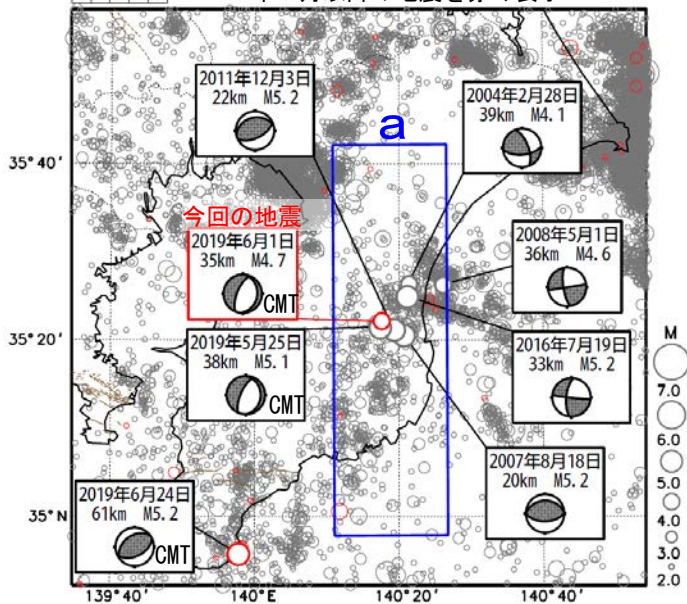 2011年12月3日
22km M5.2
2004年2月28日
39km M4.1
a
35°40′
今回の地震
2019年6月1日
35km M4.7
CMT
2008年5月1日
36km M4.6
35°20′
2019年5月25日
38km M5.1
CMT
2016年7月19日
33km M5.2
M
7.0
6.0
5.0
4.0
3.0
2.0
2007年8月18日
20km M5.2
2019年6月24日
61km M5.2
CMT
35°N
139°40′
140°E
140°20′
140°40′